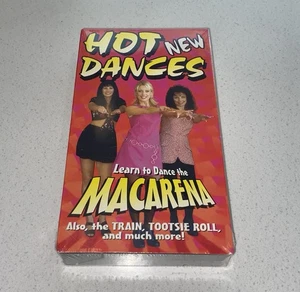 HOT NEW
DANCES
Learn to Dance the
MACARENA
Also, the TRAIN, TOOTSIE ROLL,
and much more!